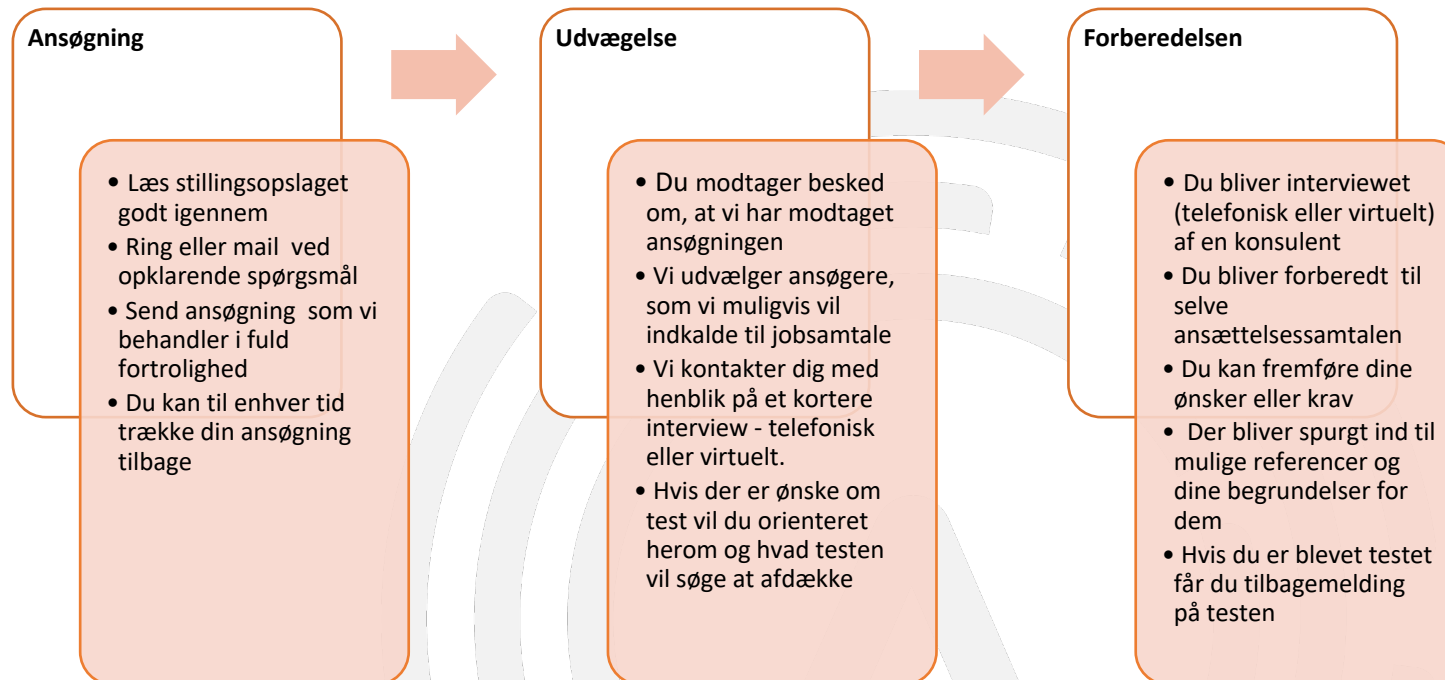 Ansøgning
• Læs stillingsopslaget
godt igennem
• Ring eller mail  ved
opklarende spørgsmål
• Send ansøgning  som vi
behandler i fuld
fortrolighed
• Du kan til enhver tid
trække din ansøgning
tilbage
Udvægelse
• Du modtager besked
om, at vi har modtaget
ansøgningen
• Vi udvælger ansøgere,
som vi muligvis vil
indkalde til jobsamtale
• Vi kontakter dig med
henblik på et kortere
interview - telefonisk
eller virtuelt.
• Hvis der er ønske om
test vil du orienteret
herom og hvad testen
vil søge at afdække
Forberedelsen
• Du bliver interviewet
(telefonisk eller virtuelt)
af en konsulent
• Du bliver forberedt  til
selve
ansættelsessamtalen
• Du kan fremføre dine
ønsker eller krav
•  Der bliver spurgt ind til
mulige referencer og
dine begrundelser for
dem
• Hvis du er blevet testet
får du tilbagemelding
på testen